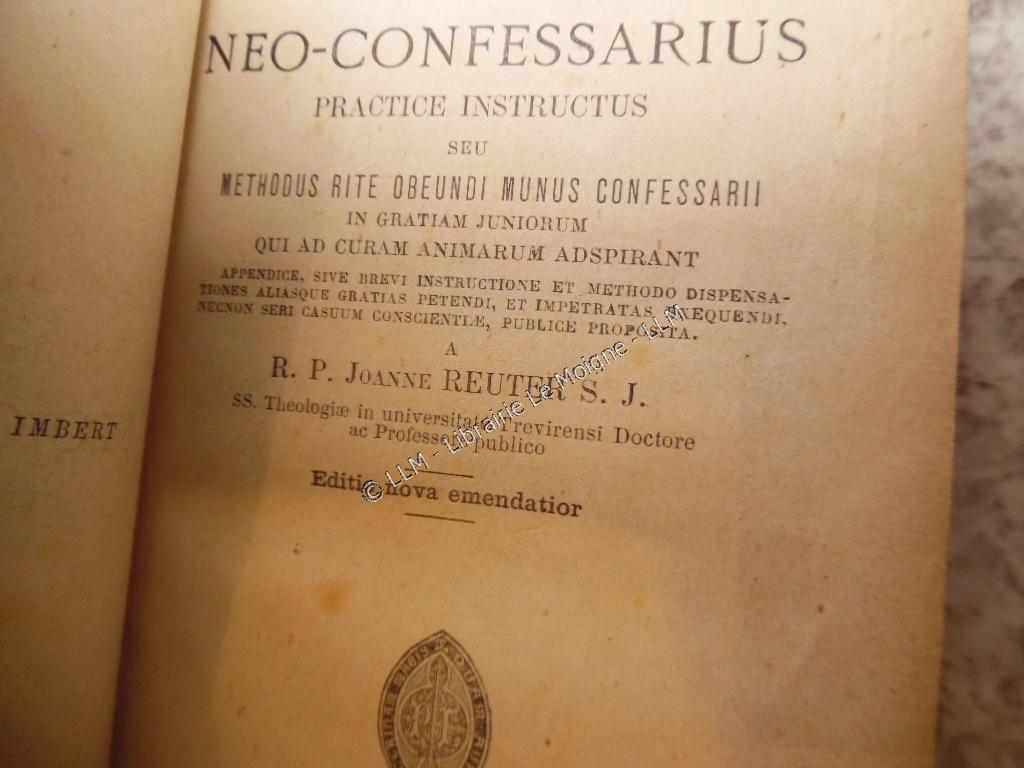 NEO-CONFESSARIUS
PRACTICE INSTRUCTUS
SEU
METHODUS RITE OBEUNDI MUNUS CONFESSARII
IN GRATIAM JUNIORUM
QUI AD CURAM ANIMARUM ADSPIRANT
APPENDICE, SIVE BREVI INSTRUCTIONE ET METHODO DISPENSA-
TIONES ALIASQUE GRATIAS PETENDI, ET IMPETRATAS EXEQUENDI,
NECNON SERI CASUUM CONSCIENTIÆ, PUBLICE PROPOSITA.
A
R. P. JOANNE REUTER S. J.
SS. Theologiæ in universitate Trevirensi Doctore
ac Professore publico
Editio nova emendatior
IMBERT
© LLM - Librairie Le Moigne - LLM